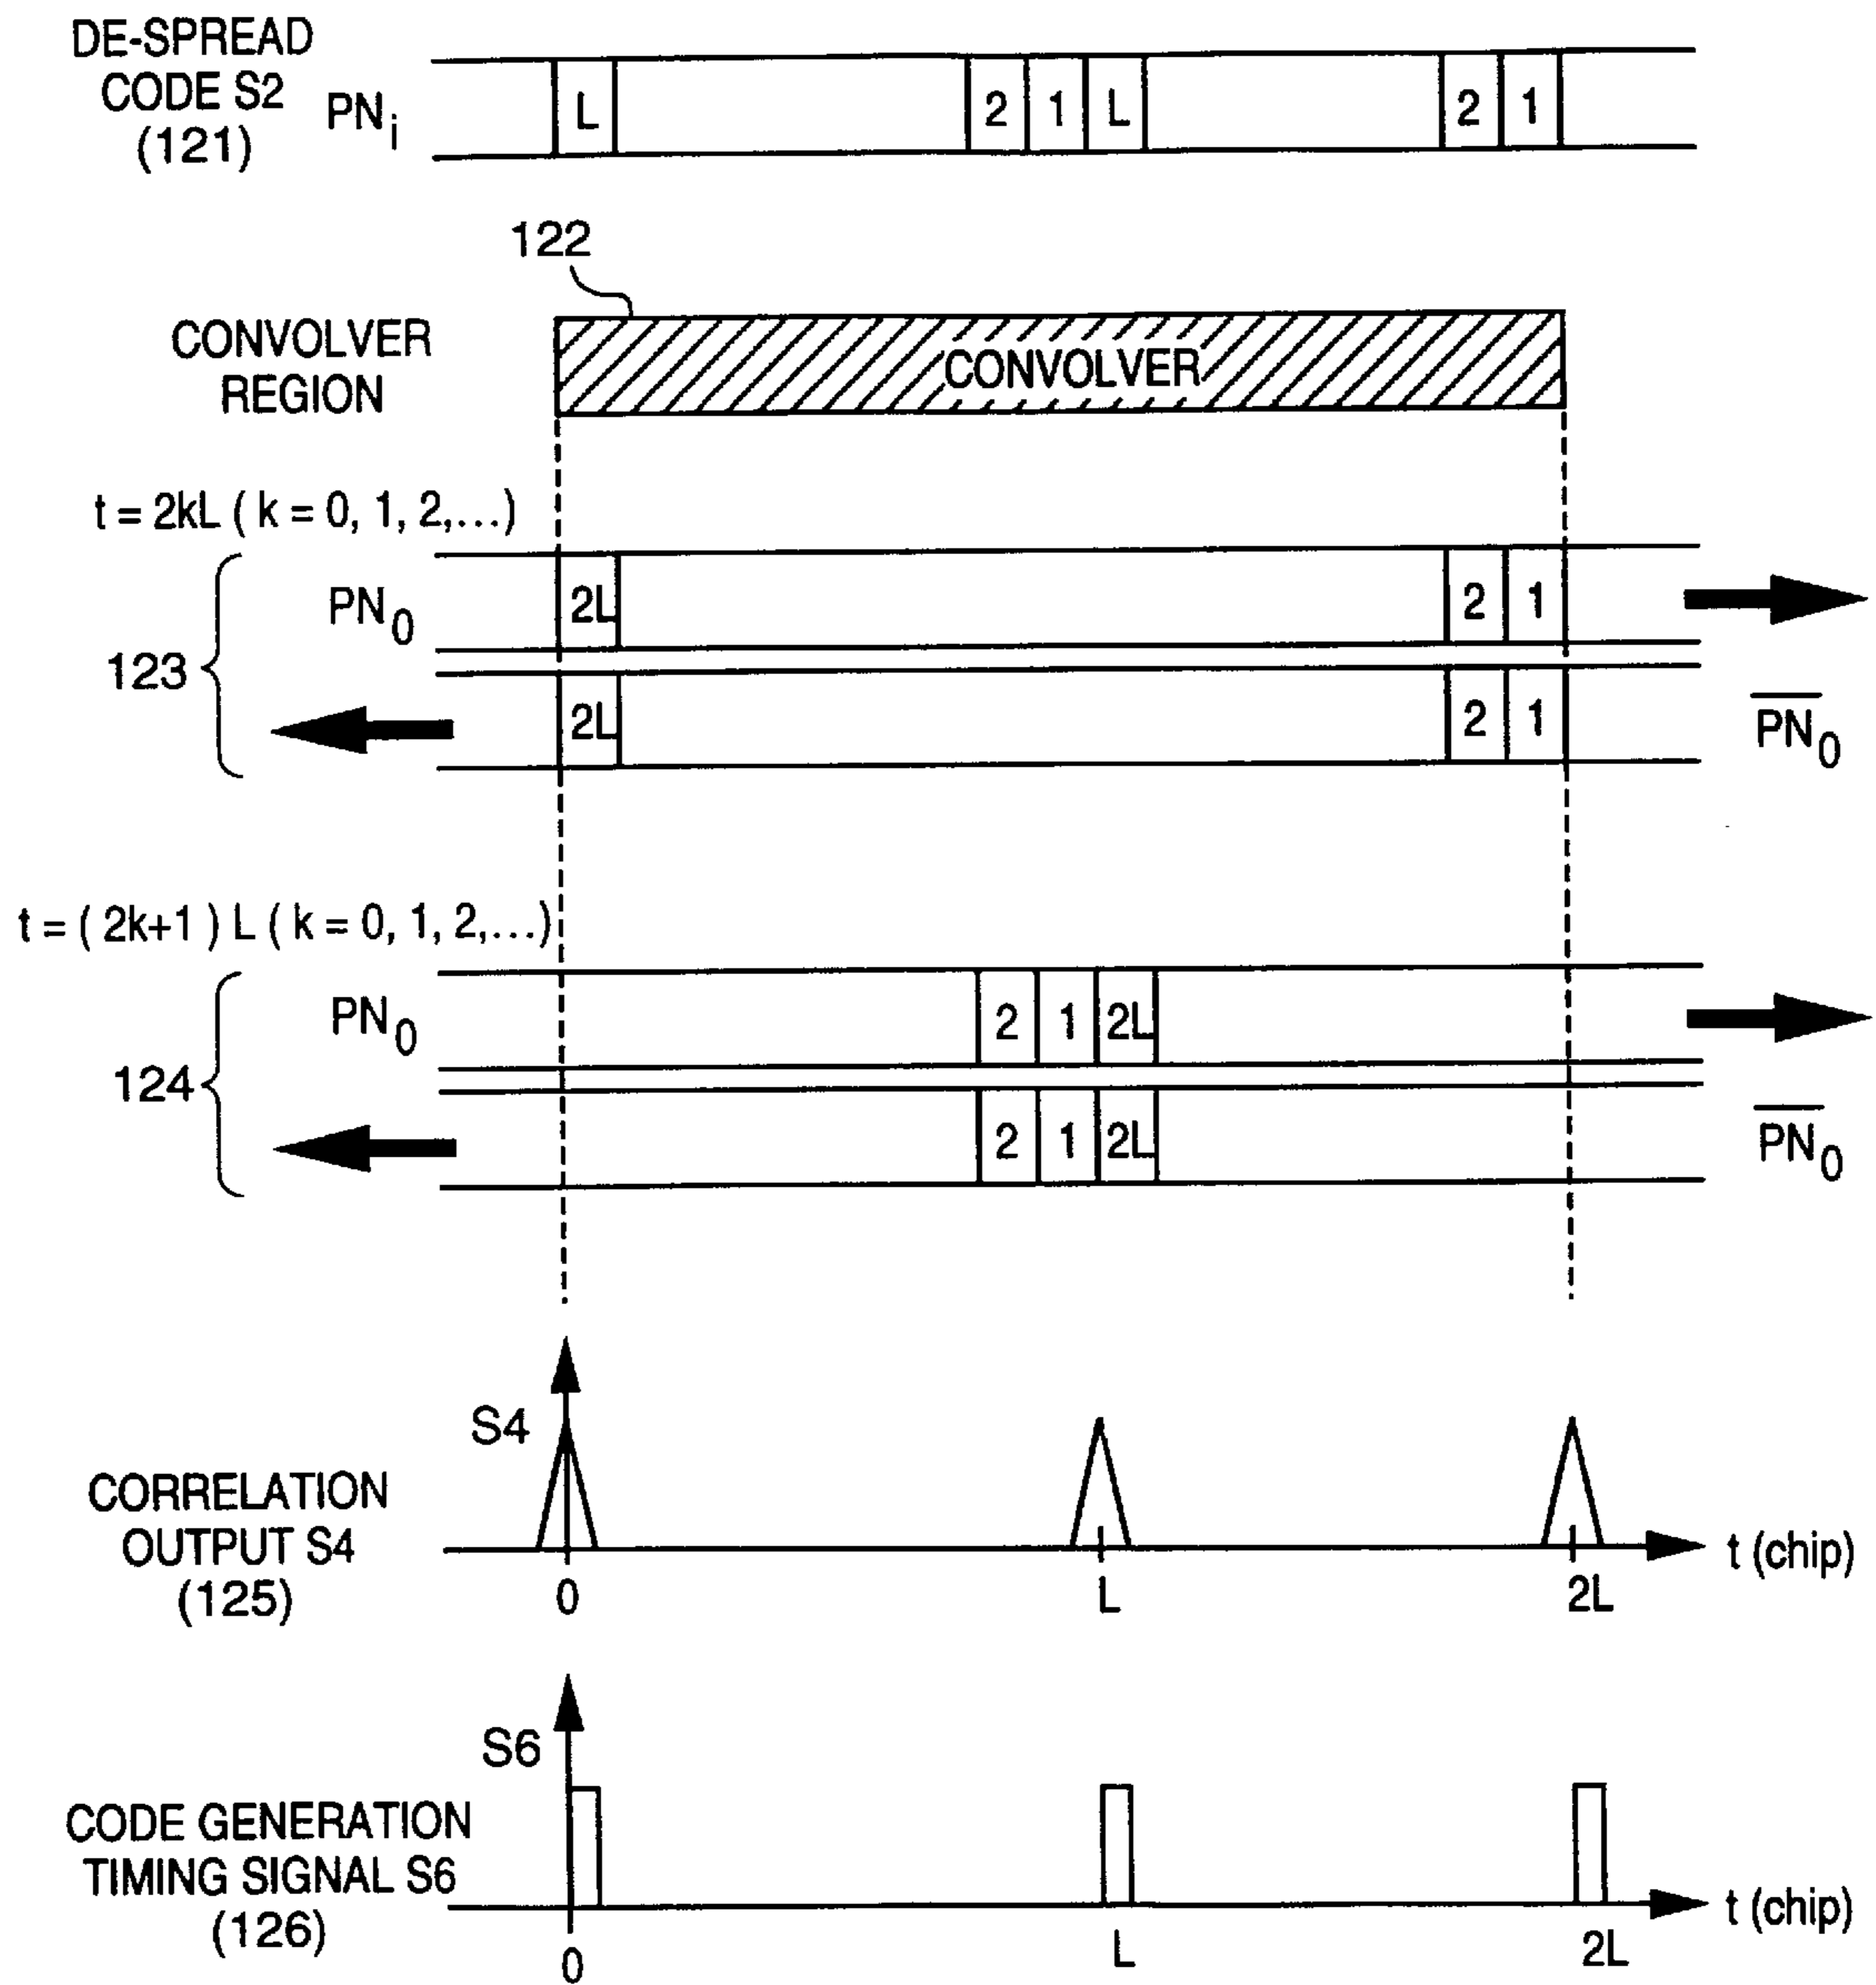 DE-SPREAD
CODE S2
(121)
PNi
L
2 1 L
2 1
122
CONVOLVER
REGION
CONVOLVER
t = 2kL ( k = 0, 1, 2,...)
123
PN0
2L
2 1
2L
2 1
PN0
t = ( 2k+1 ) L ( k = 0, 1, 2,...)
124
PN0
2 1 2L
2 1 2L
PN0
CORRELATION
OUTPUT S4
(125)
S4
0
L
2L
t (chip)
CODE GENERATION
TIMING SIGNAL S6
(126)
S6
0
L
2L
t (chip)